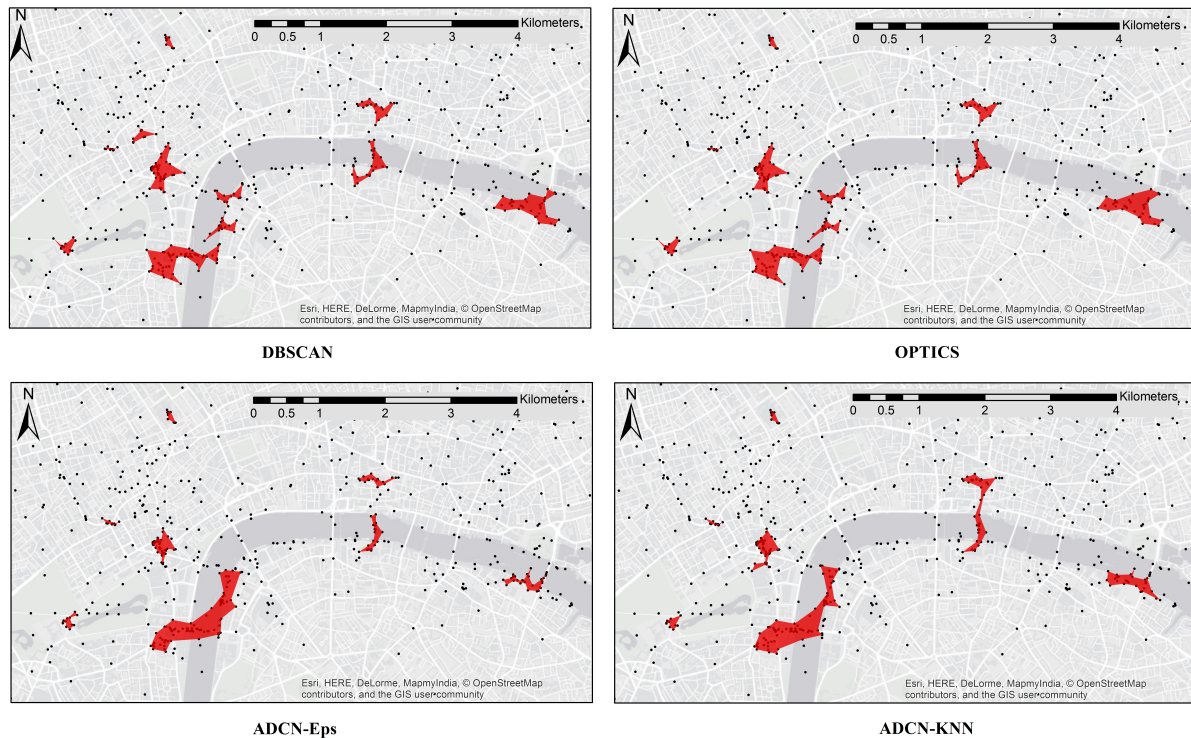 N
Kilometers
0 0.5 1 2 3 4
Esri, HERE, DeLorme, MapmyIndia, © OpenStreetMap
contributors, and the GIS user community
DBSCAN
N
Kilometers
0 0.5 1 2 3 4
Esri, HERE, DeLorme, MapmyIndia, © OpenStreetMap
contributors, and the GIS user community
OPTICS
N
Kilometers
0 0.5 1 2 3 4
Esri, HERE, DeLorme, MapmyIndia, © OpenStreetMap
contributors, and the GIS user community
ADCN-Eps
N
Kilometers
0 0.5 1 2 3 4
Esri, HERE, DeLorme, MapmyIndia, © OpenStreetMap
contributors, and the GIS user community
ADCN-KNN